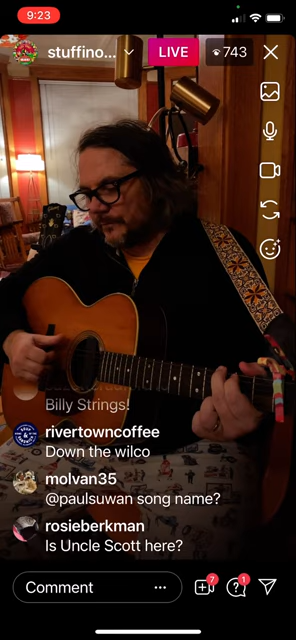 9:23
stuffino...
LIVE
743
Billy Strings!
rivertowncoffee
Down the wilco
molvan35
@paulsuwan song name?
rosieberkman
Is Uncle Scott here?
Comment
7
1